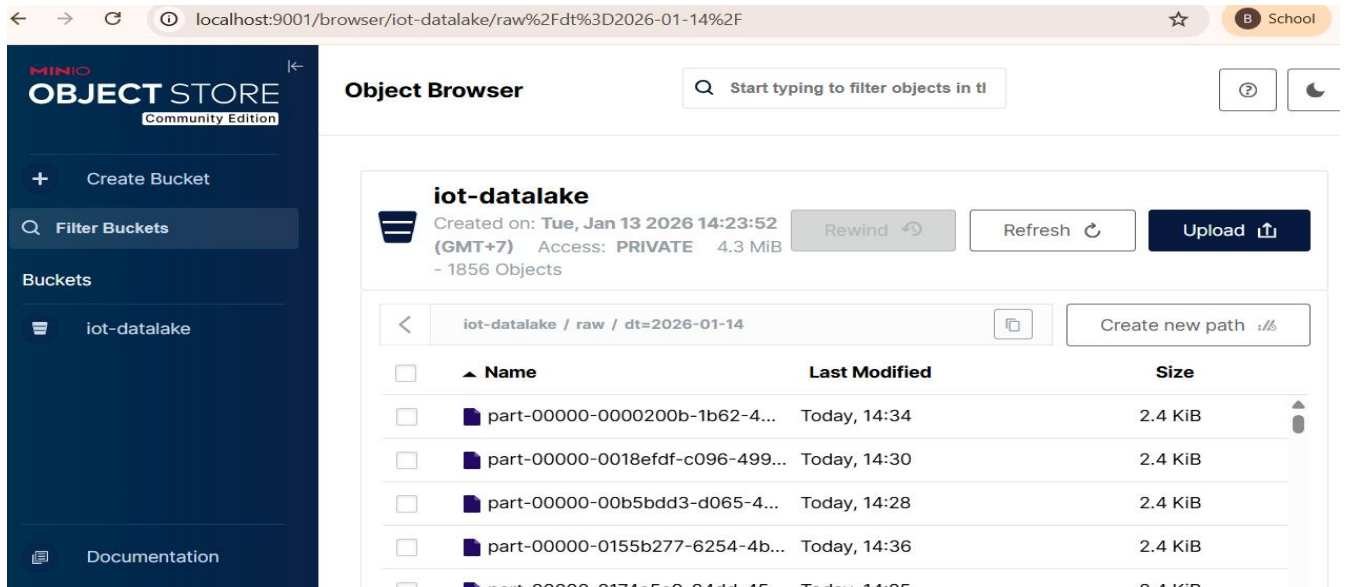 localhost:9001/browser/iot-datalake/raw%2Fdt%3D2026-01-14%2F
B School
MINIO
OBJECT STORE
Community Edition
Create Bucket
Filter Buckets
Buckets
iot-datalake
Documentation
Object Browser
Start typing to filter objects in tl
iot-datalake
Created on: Tue, Jan 13 2026 14:23:52
(GMT+7) Access: PRIVATE 4.3 MiB
- 1856 Objects
Rewind
Refresh
Upload
iot-datalake / raw / dt=2026-01-14
Create new path
Name Last Modified Size
part-00000-0000200b-1b62-4... Today, 14:34 2.4 KiB
part-00000-0018efdf-c096-499... Today, 14:30 2.4 KiB
part-00000-00b5bdd3-d065-4... Today, 14:28 2.4 KiB
part-00000-0155b277-6254-4b... Today, 14:36 2.4 KiB